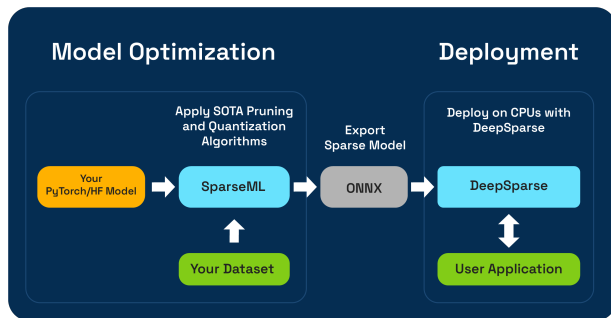 Model Optimization
Deployment
Apply SOTA Pruning
and Quantization
Algorithms
Export
Sparse Model
Deploy on CPUs with
DeepSparse
Your
PyTorch/HF Model
SparseML
ONNX
DeepSparse
Your Dataset
User Application